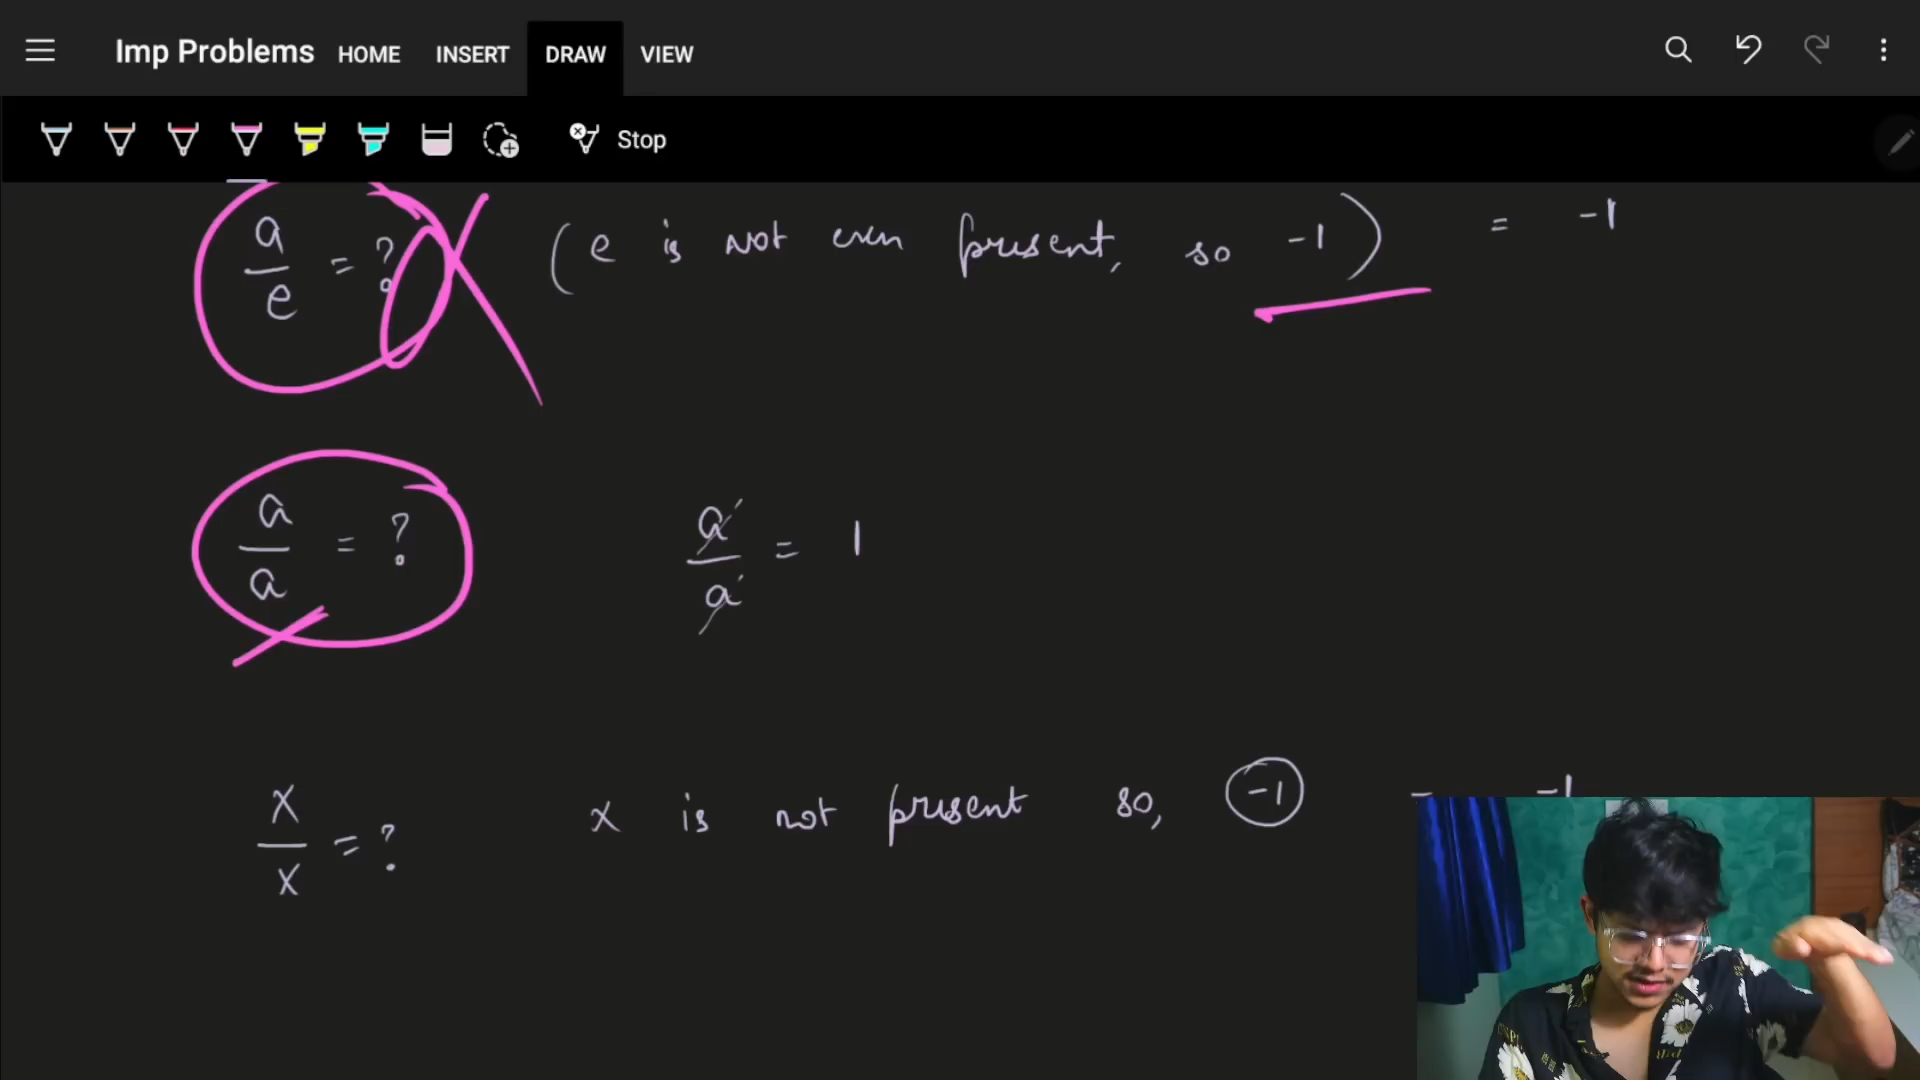 Imp Problems HOME INSERT DRAW VIEW
Stop
a/e = ? (e is not even present, so -1) = -1
a/a = ? a/a = 1
x/x = ? x is not present so, -1 = -1